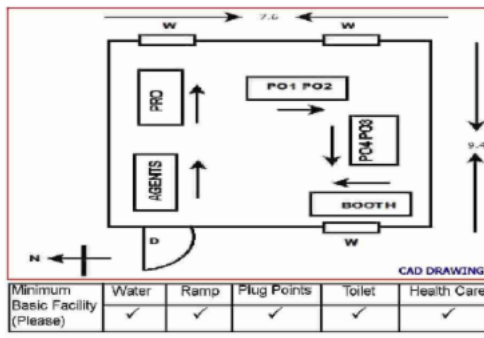 7.6
W W
PO1 PO2
PRO
PO4 PO3
9.4
AGENTS
BOOTH
D
W
N
CAD DRAWING
Minimum Basic Facility (Please) Water Ramp Plug Points Toilet Health Care
✓ ✓ ✓ ✓ ✓